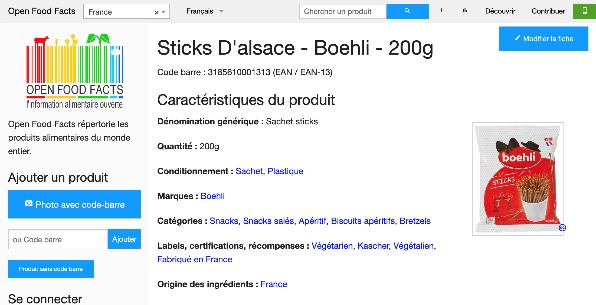 Open Food Facts
France
Français
Chercher un produit
Découvrir
Contribuer
OPEN FOOD FACTS
l'information alimentaire ouverte
Open Food Facts répertorie les
produits alimentaires du monde
entier.
Ajouter un produit
Photo avec code-barre
ou Code barre
Ajouter
Produit sans code barre
Se connecter
Sticks D'alsace - Boehli - 200g
Modifier la fiche
Code barre : 3185610001313 (EAN / EAN-13)
Caractéristiques du produit
Dénomination générique : Sachet sticks
Quantité : 200g
Conditionnement : Sachet, Plastique
Marques : Boehli
Catégories : Snacks, Snacks salés, Apéritif, Biscuits apéritifs, Bretzels
Labels, certifications, récompenses : Végétarien, Kascher, Végétalien,
Fabriqué en France
Origine des ingrédients : France
boehli
STICKS